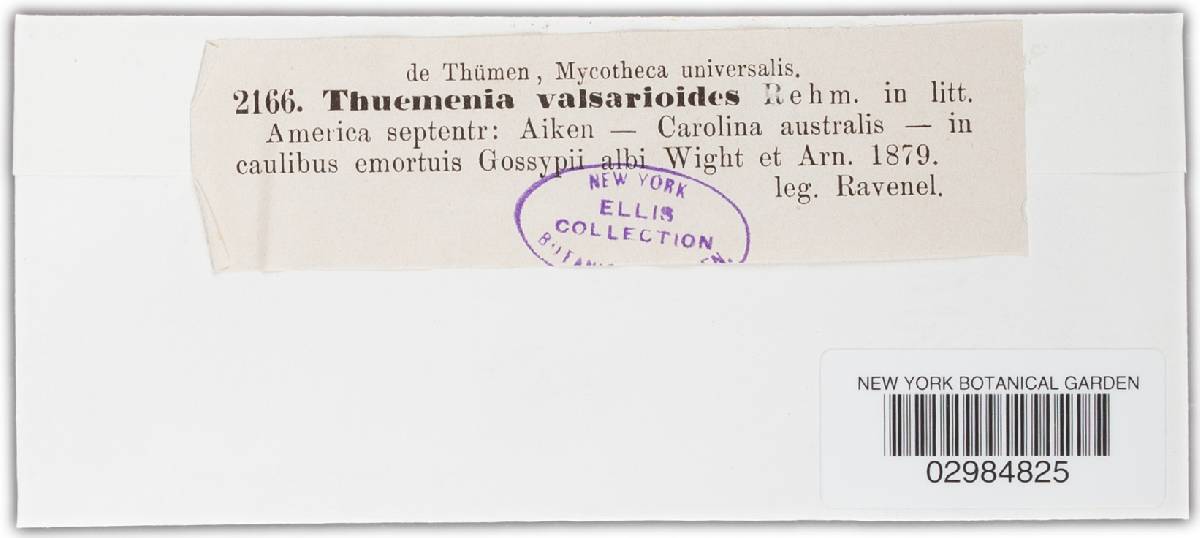 de Thümen, Mycotheca universalis.
2166. Thuemenia valsarioides Rehm. in litt.
America septentr: Aiken — Carolina australis — in
caulibus emortuis Gossypii albi Wight et Arn. 1879.
leg. Ravenel.
NEW YORK
ELLIS
COLLECTION
NEW YORK BOTANICAL GARDEN
02984825